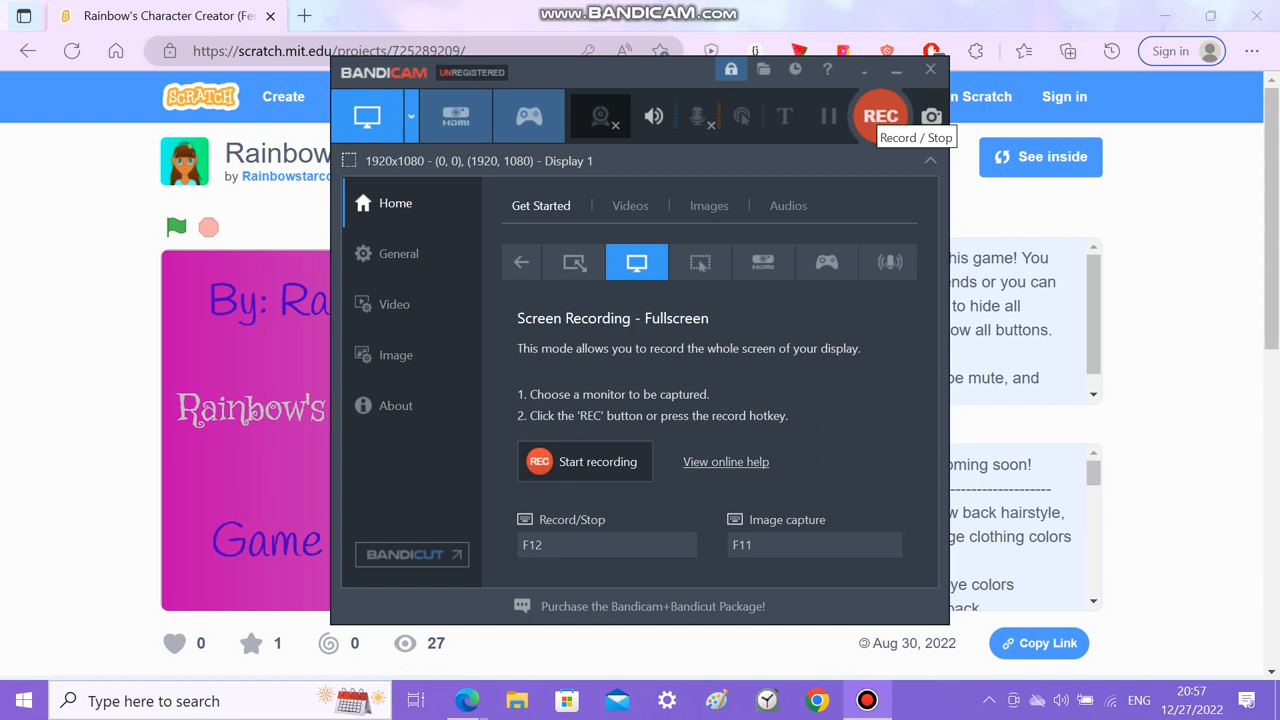 www.BANDICAM.com
Rainbow's Character Creator (Fe
https://scratch.mit.edu/projects/725289209/
Sign in
BANDICAM UNREGISTERED
SCRATCH
Create
HDMI
T
REC
n Scratch
Sign in
Record / Stop
1920x1080 - (0, 0), (1920, 1080) - Display 1
Rainbow
by Rainbowstarco
See inside
Home
General
Video
Image
About
BANDICUT
Get Started
Videos
Images
Audios
HDMI
Screen Recording - Fullscreen
This mode allows you to record the whole screen of your display.
1. Choose a monitor to be captured.
2. Click the 'REC' button or press the record hotkey.
REC Start recording
View online help
Record/Stop
F12
Image capture
F11
Purchase the Bandicam+Bandicut Package!
By: Ra
Rainbow's
Game
his game! You
ends or you can
to hide all
ow all buttons.
be mute, and
oming soon!
-------------------
w back hairstyle,
ge clothing colors
ye colors
back
0
1
0
27
Aug 30, 2022
Copy Link
Type here to search
ENG
20:57
12/27/2022